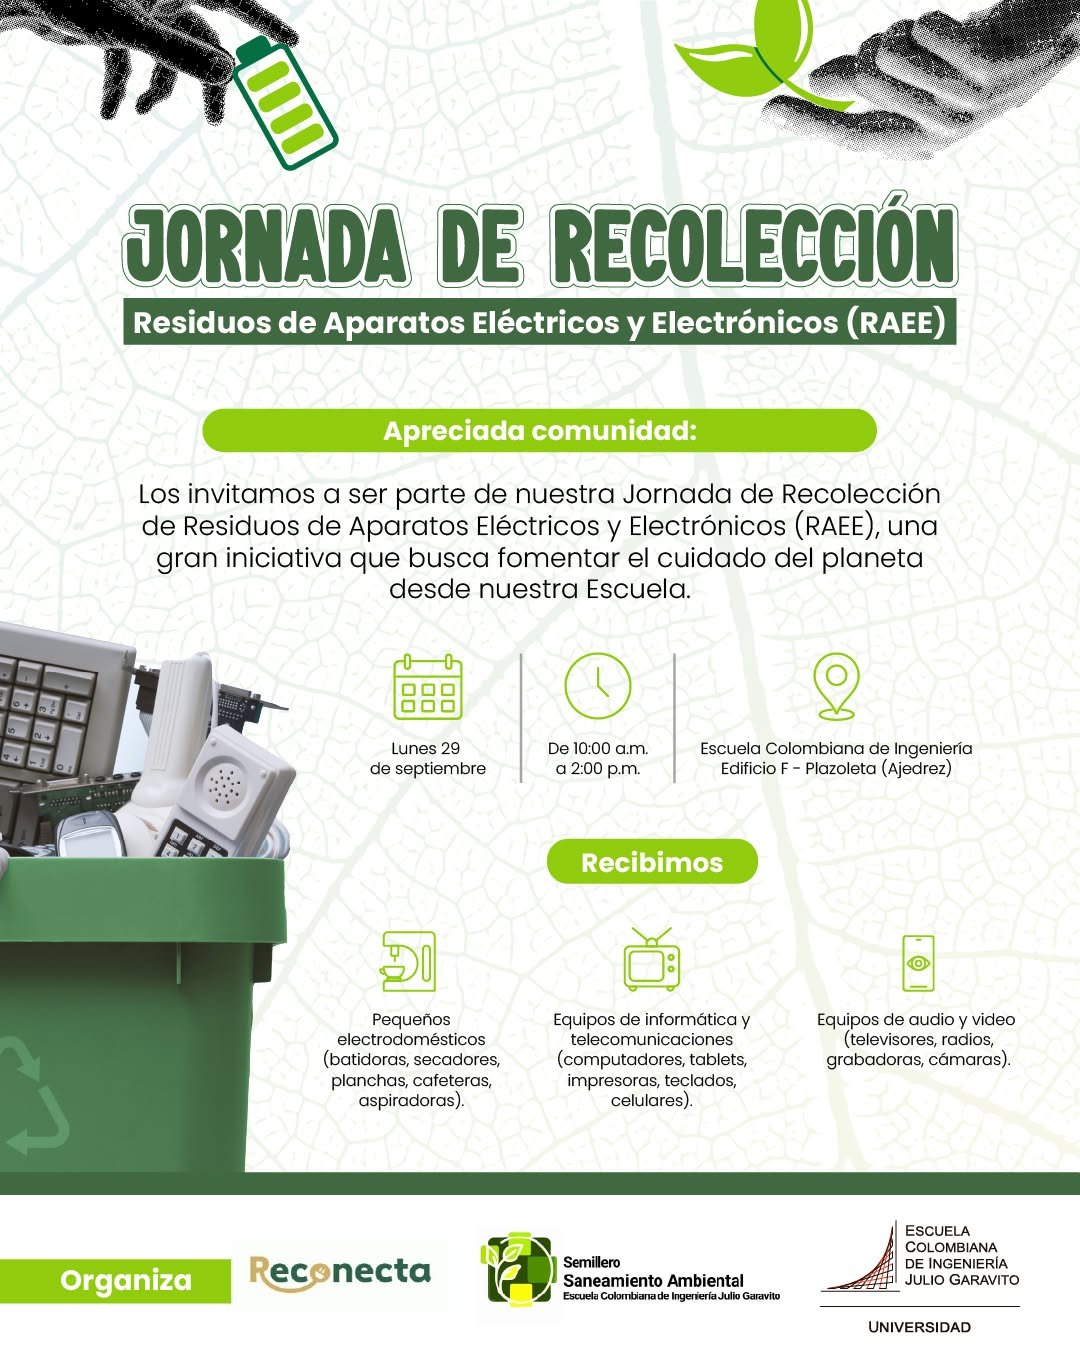 JORNADA DE RECOLECCIÓN
Residuos de Aparatos Eléctricos y Electrónicos (RAEE)
Apreciada comunidad:
Los invitamos a ser parte de nuestra Jornada de Recolección
de Residuos de Aparatos Eléctricos y Electrónicos (RAEE), una
gran iniciativa que busca fomentar el cuidado del planeta
desde nuestra Escuela.
Lunes 29
de septiembre
De 10:00 a.m.
a 2:00 p.m.
Escuela Colombiana de Ingeniería
Edificio F - Plazoleta (Ajedrez)
Recibimos
Pequeños
electrodomésticos
(batidoras, secadores,
planchas, cafeteras,
aspiradoras).
Equipos de informática y
telecomunicaciones
(computadores, tablets,
impresoras, teclados,
celulares).
Equipos de audio y video
(televisores, radios,
grabadoras, cámaras).
Organiza
Reconecta
Semillero
Saneamiento Ambiental
Escuela Colombiana de Ingeniería Julio Garavito
ESCUELA
COLOMBIANA
DE INGENIERÍA
JULIO GARAVITO
UNIVERSIDAD